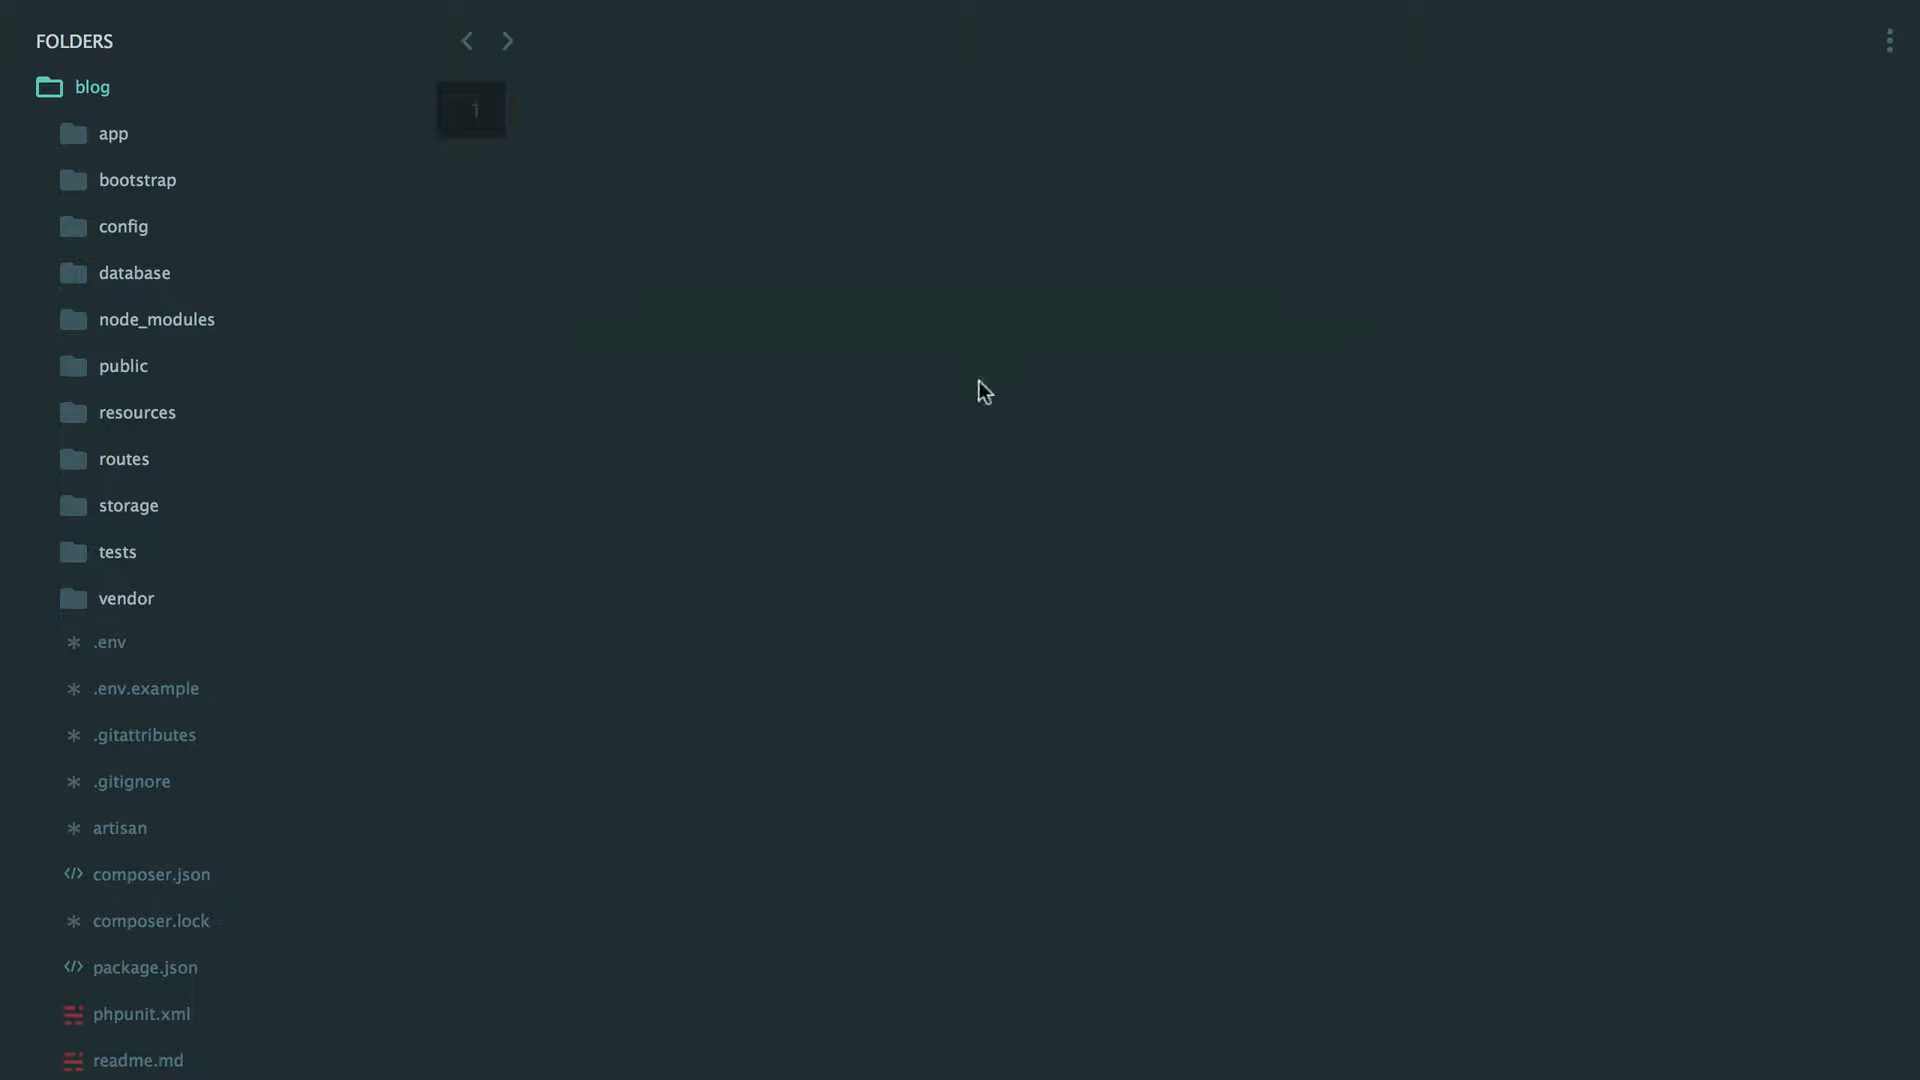 FOLDERS
blog
app
bootstrap
config
database
node_modules
public
resources
routes
storage
tests
vendor
.env
.env.example
.gitattributes
.gitignore
artisan
composer.json
composer.lock
package.json
phpunit.xml
readme.md
1